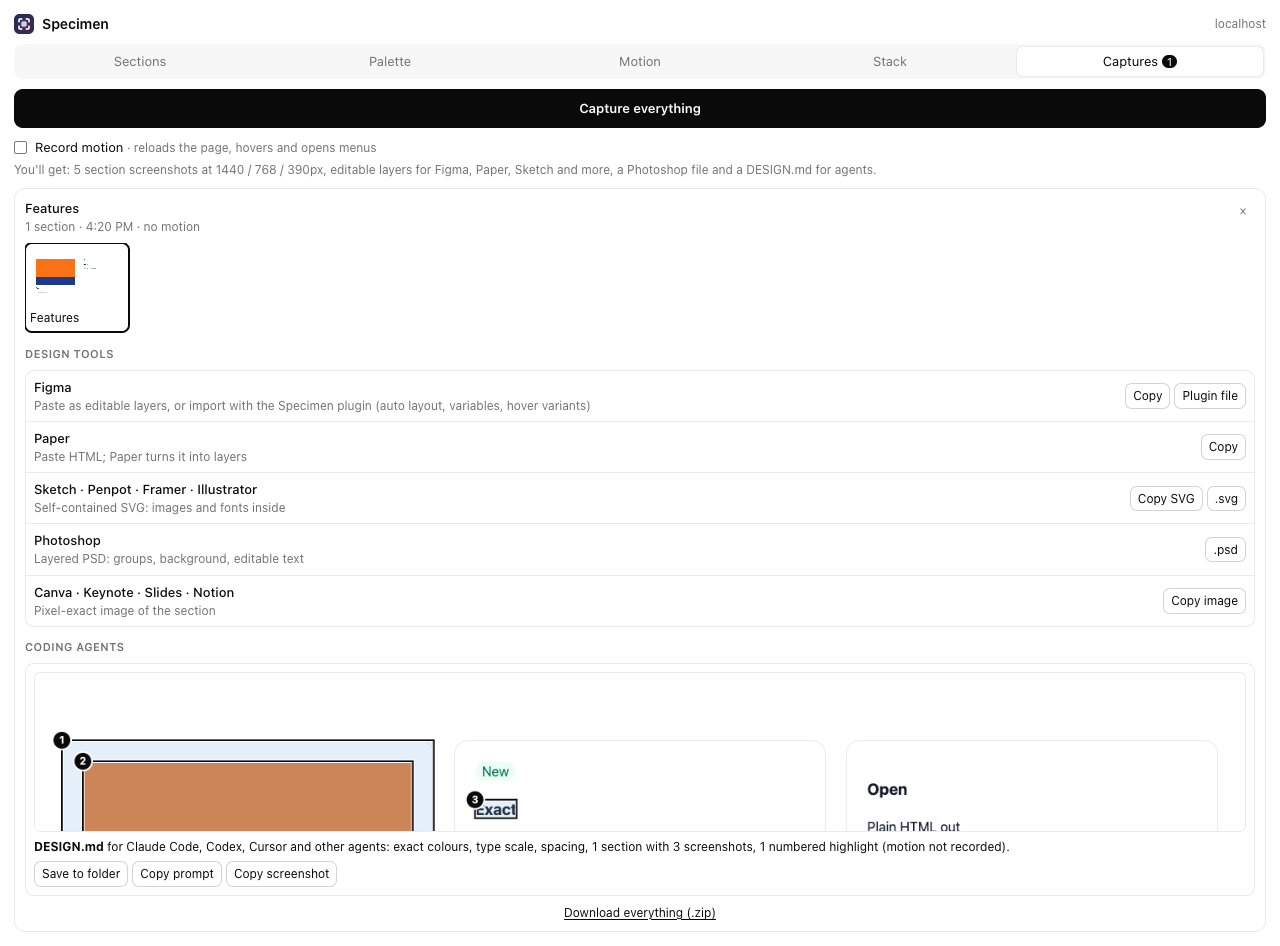 Specimen
localhost
Sections
Palette
Motion
Stack
Captures 1
Capture everything
Record motion · reloads the page, hovers and opens menus
You'll get: 5 section screenshots at 1440 / 768 / 390px, editable layers for Figma, Paper, Sketch and more, a Photoshop file and a DESIGN.md for agents.
Features
×
1 section · 4:20 PM · no motion
Features
DESIGN TOOLS
Figma
Paste as editable layers, or import with the Specimen plugin (auto layout, variables, hover variants)
Copy
Plugin file
Paper
Paste HTML; Paper turns it into layers
Copy
Sketch · Penpot · Framer · Illustrator
Self-contained SVG: images and fonts inside
Copy SVG
.svg
Photoshop
Layered PSD: groups, background, editable text
.psd
Canva · Keynote · Slides · Notion
Pixel-exact image of the section
Copy image
CODING AGENTS
1
2
New
3
Exact
Open
Plain HTML out
DESIGN.md for Claude Code, Codex, Cursor and other agents: exact colours, type scale, spacing, 1 section with 3 screenshots, 1 numbered highlight (motion not recorded).
Save to folder
Copy prompt
Copy screenshot
Download everything (.zip)